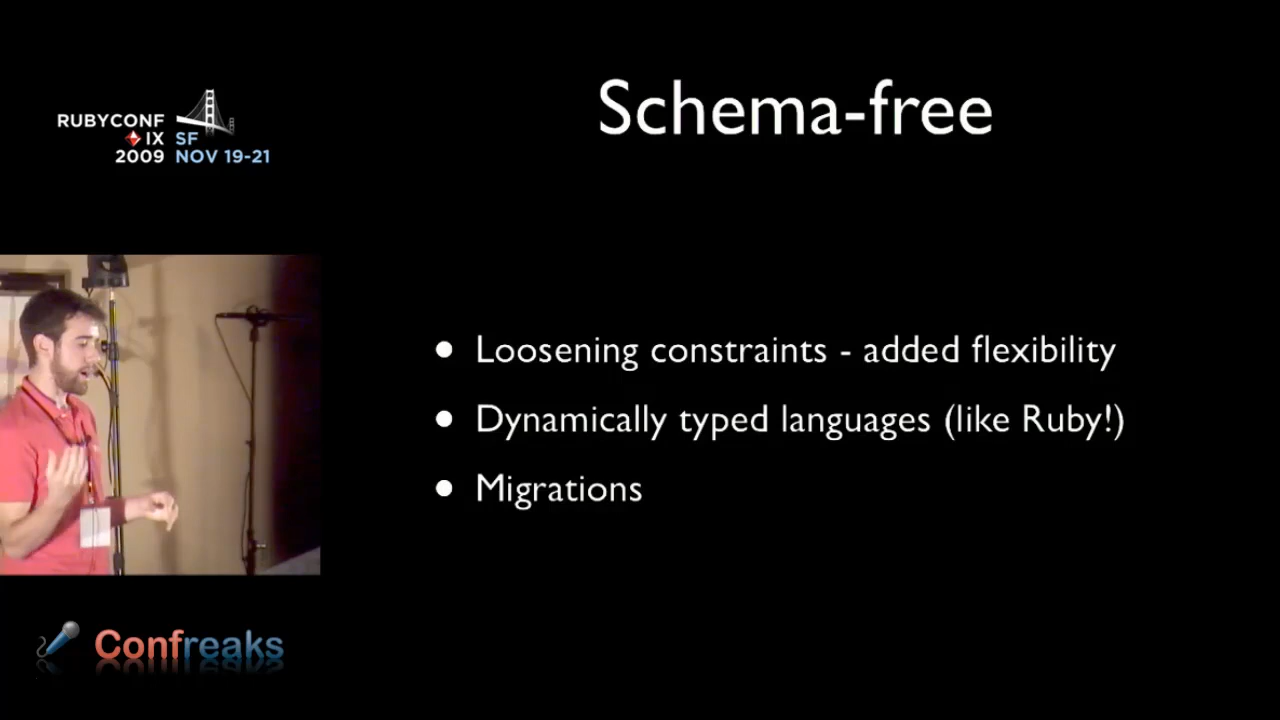 RUBYCONF
IX SF
2009 NOV 19-21
Schema-free
• Loosening constraints - added flexibility
• Dynamically typed languages (like Ruby!)
• Migrations
Confreaks